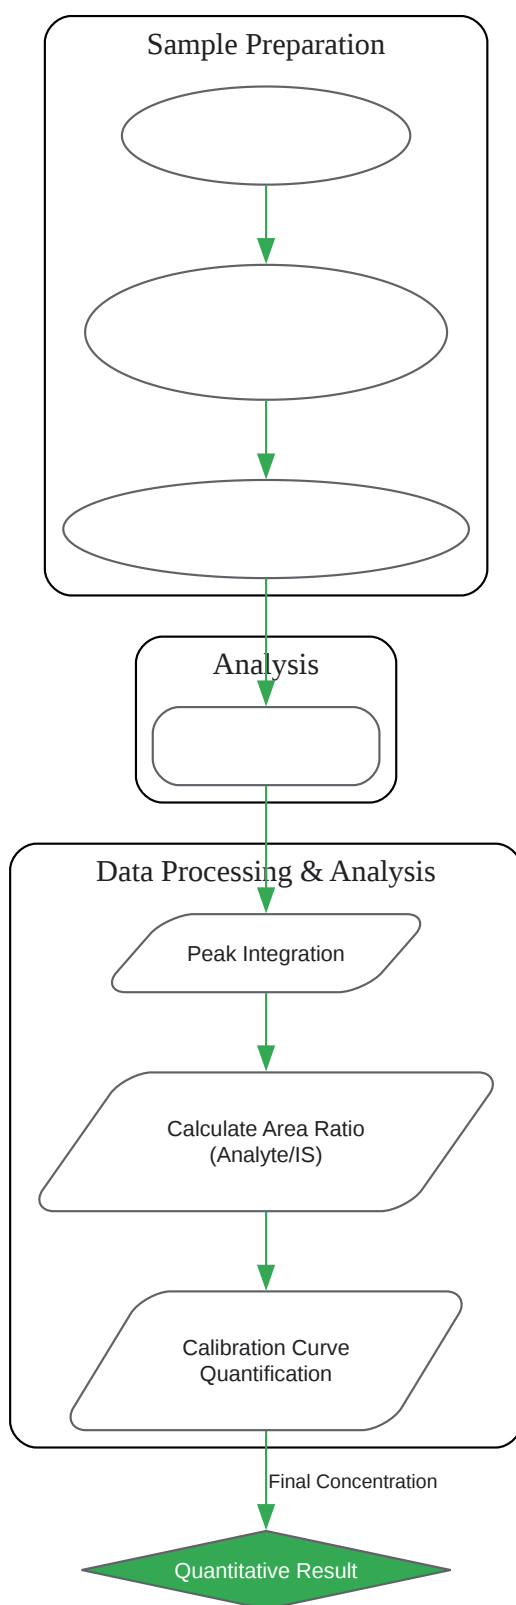 Sample Preparation
Analysis
Data Processing & Analysis
Peak Integration
Calculate Area Ratio
(Analyte/IS)
Calibration Curve
Quantification
Final Concentration
Quantitative Result